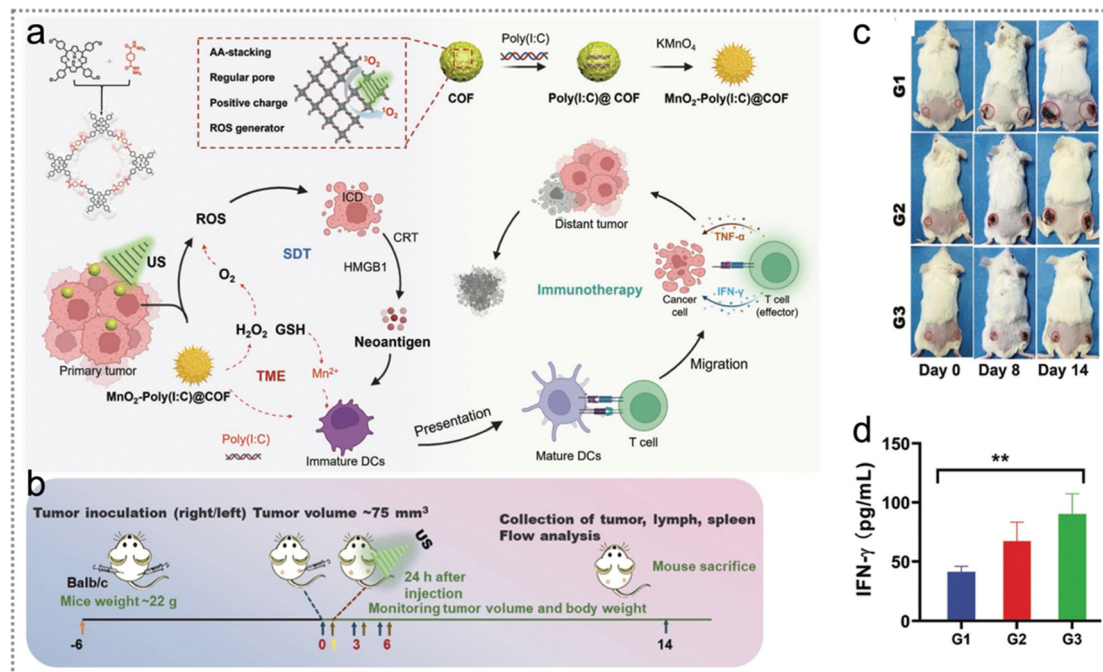 a
AA-stacking
Regular pore
Positive charge
ROS generator
³O₂
¹O₂
COF
Poly(I:C)
Poly(I:C)@ COF
KMnO₄
MnO₂-Poly(I:C)@COF
ROS
ICD
US
SDT
CRT
HMGB1
O₂
H₂O₂ GSH
Neoantigen
Primary tumor
TME
Mn²⁺
MnO₂-Poly(I:C)@COF
Poly(I:C)
Immature DCs
Presentation
Mature DCs
T cell
Migration
Distant tumor
Immunotherapy
TNF-α
IFN-γ
Cancer
cell
T cell
(effector)
b
Tumor inoculation (right/left)
Tumor volume ~75 mm³
Balb/c
Mice weight ~22 g
US
24 h after
injection
Monitoring tumor volume and body weight
Collection of tumor, lymph, spleen
Flow analysis
Mouse sacrifice
-6
0
3
6
14
c
G1
G2
G3
Day 0
Day 8
Day 14
d
IFN-γ (pg/mL)
150
100
50
0
**
G1
G2
G3